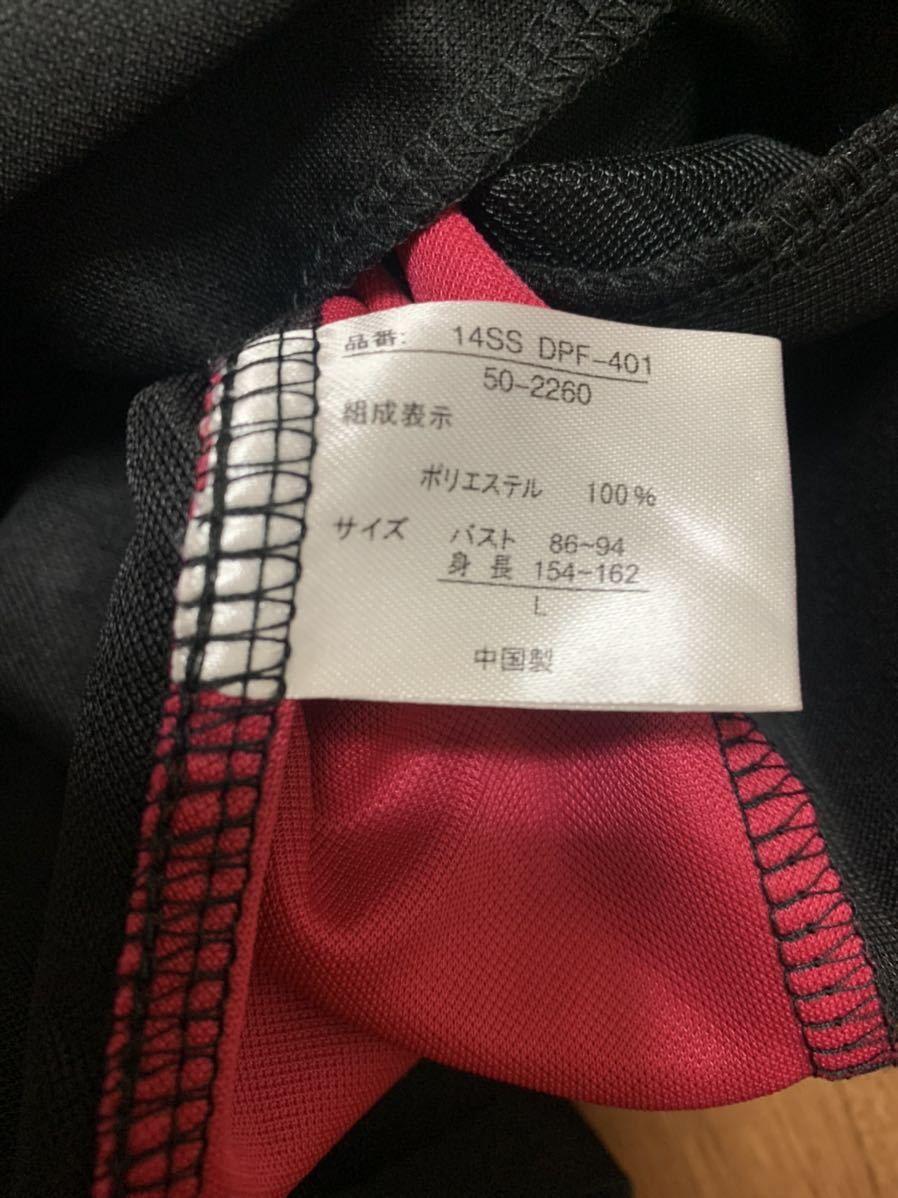 品番: 14SS DPF-401
50-2260
組成表示
ポリエステル 100%
サイズ バスト 86~94
身長 154~162
L
中国製